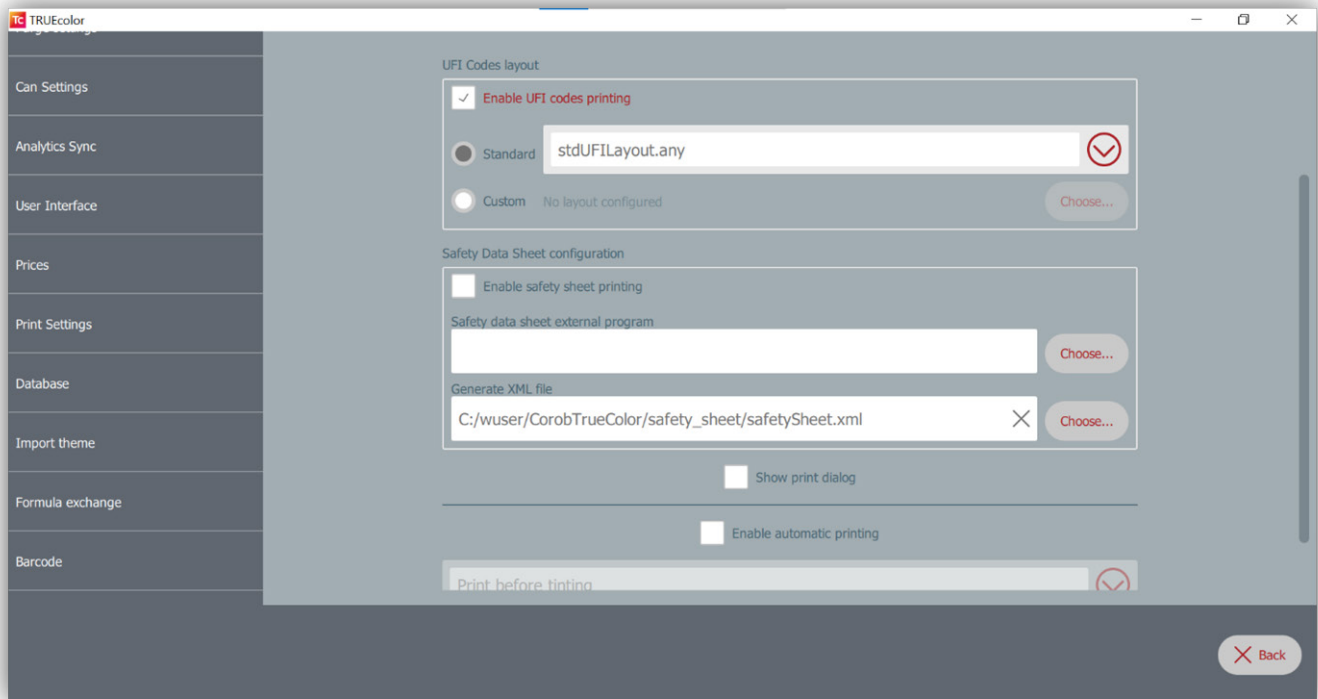 Tc TRUEcolor
Can Settings
Analytics Sync
User Interface
Prices
Print Settings
Database
Import theme
Formula exchange
Barcode
UFI Codes layout
Enable UFI codes printing
Standard stdUFILayout.any
Custom No layout configured Choose...
Safety Data Sheet configuration
Enable safety sheet printing
Safety data sheet external program
Choose...
Generate XML file
C:/wuser/CorobTrueColor/safety_sheet/safetySheet.xml Choose...
Show print dialog
Enable automatic printing
Print before tinting
Back